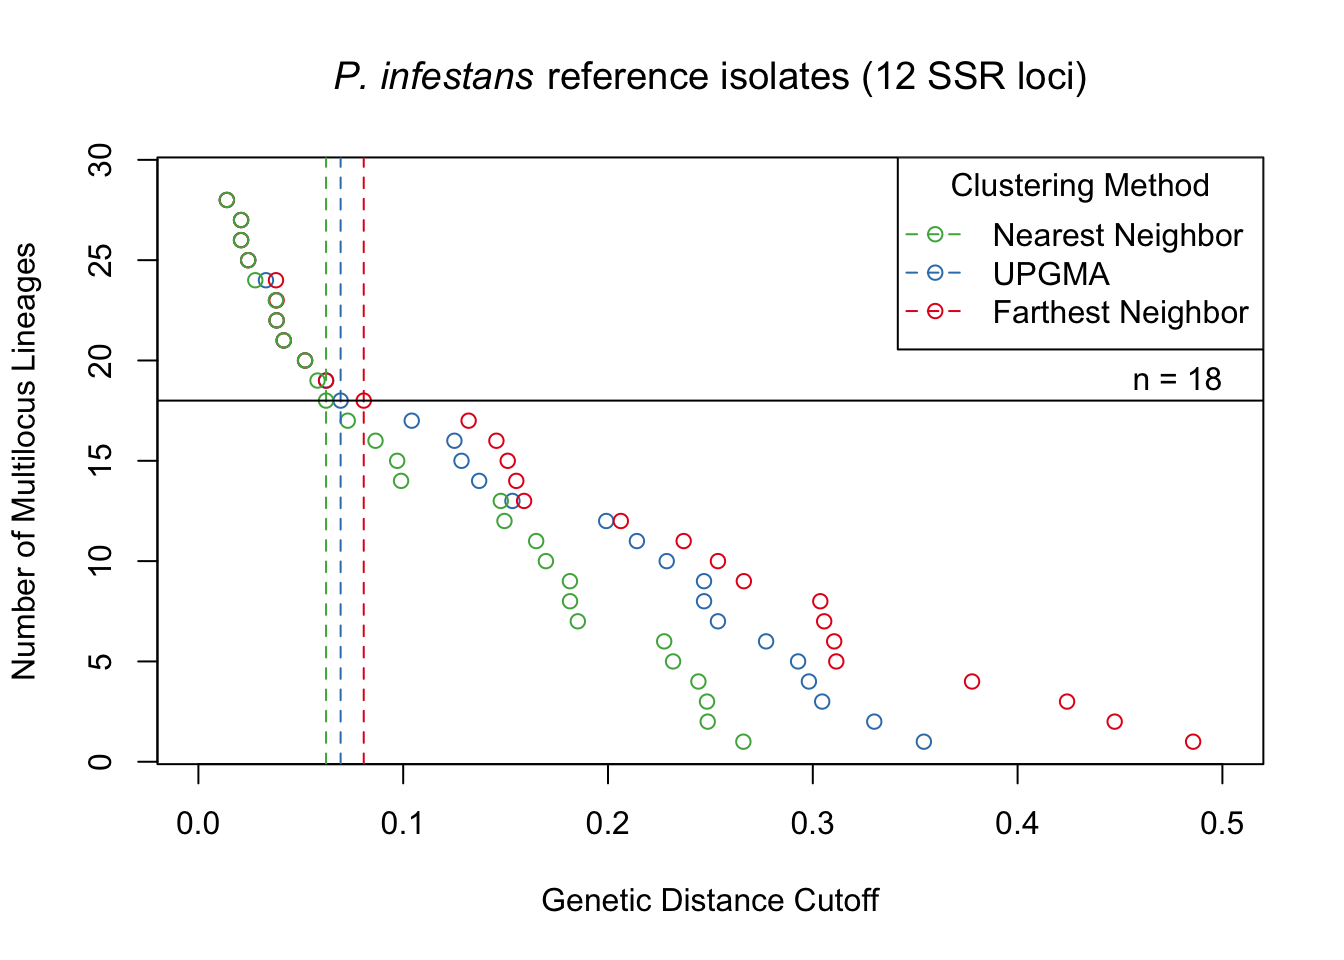 P. infestans reference isolates (12 SSR loci)
Number of Multilocus Lineages
30
25
20
15
10
5
0
Clustering Method
Nearest Neighbor
UPGMA
Farthest Neighbor
n = 18
0.0 0.1 0.2 0.3 0.4 0.5
Genetic Distance Cutoff